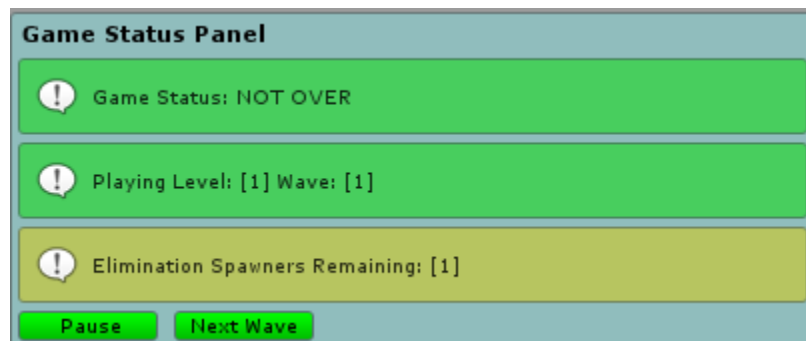 Game Status Panel
Game Status: NOT OVER
Playing Level: [1] Wave: [1]
Elimination Spawners Remaining: [1]
Pause Next Wave